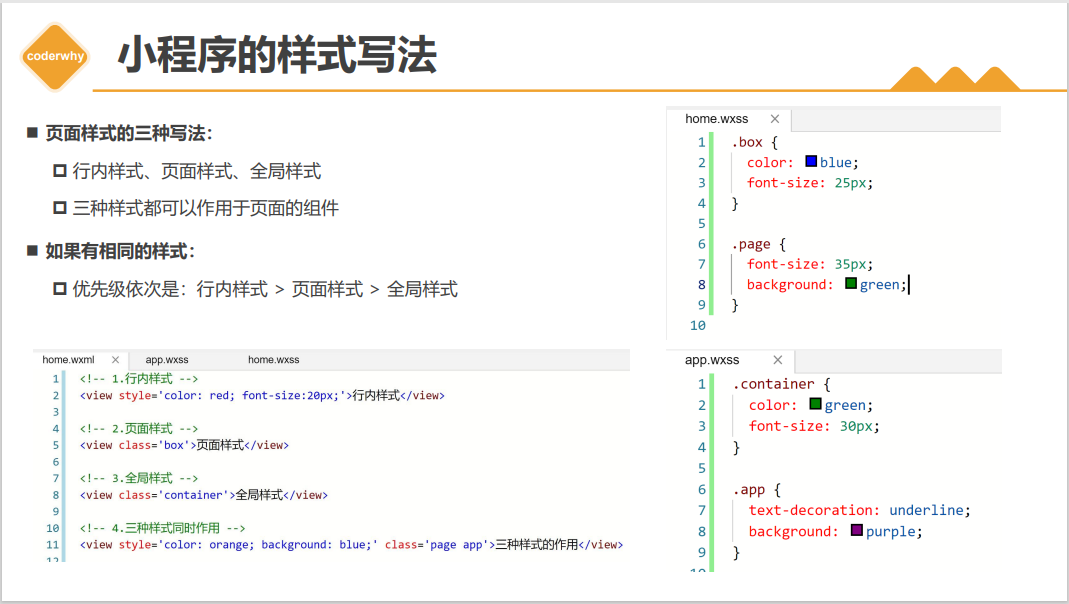 coderwhy
小程序的样式写法
■ 页面样式的三种写法：
行内样式、页面样式、全局样式
三种样式都可以作用于页面的组件
■ 如果有相同的样式：
优先级依次是：行内样式 > 页面样式 > 全局样式
home.wxml × app.wxss home.wxss
1 <!-- 1.行内样式 -->
2 <view style='color: red; font-size:20px;'>行内样式</view>
3
4 <!-- 2.页面样式 -->
5 <view class='box'>页面样式</view>
6
7 <!-- 3.全局样式 -->
8 <view class='container'>全局样式</view>
9
10 <!-- 4.三种样式同时作用 -->
11 <view style='color: orange; background: blue;' class='page app'>三种样式的作用</view>
12
home.wxss ×
1 .box {
2 color: blue;
3 font-size: 25px;
4 }
5
6 .page {
7 font-size: 35px;
8 background: green;
9 }
10
app.wxss ×
1 .container {
2 color: green;
3 font-size: 30px;
4 }
5
6 .app {
7 text-decoration: underline;
8 background: purple;
9 }
10